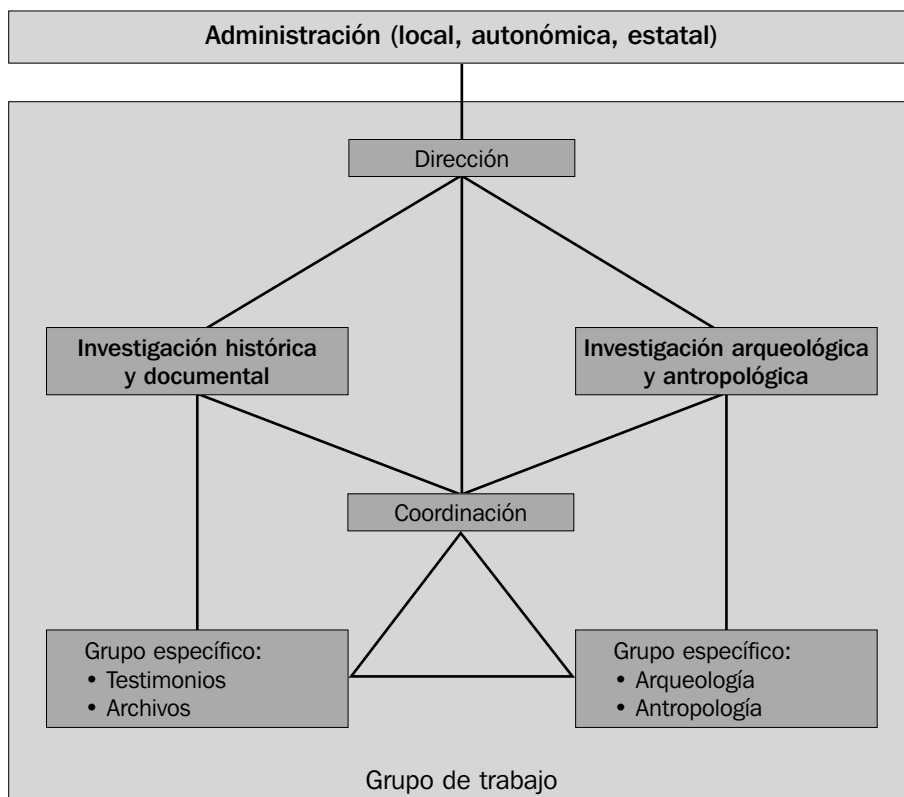 Administración (local, autonómica, estatal)
Dirección
Investigación histórica
y documental
Investigación arqueológica
y antropológica
Coordinación
Grupo específico:
• Testimonios
• Archivos
Grupo específico:
• Arqueología
• Antropología
Grupo de trabajo